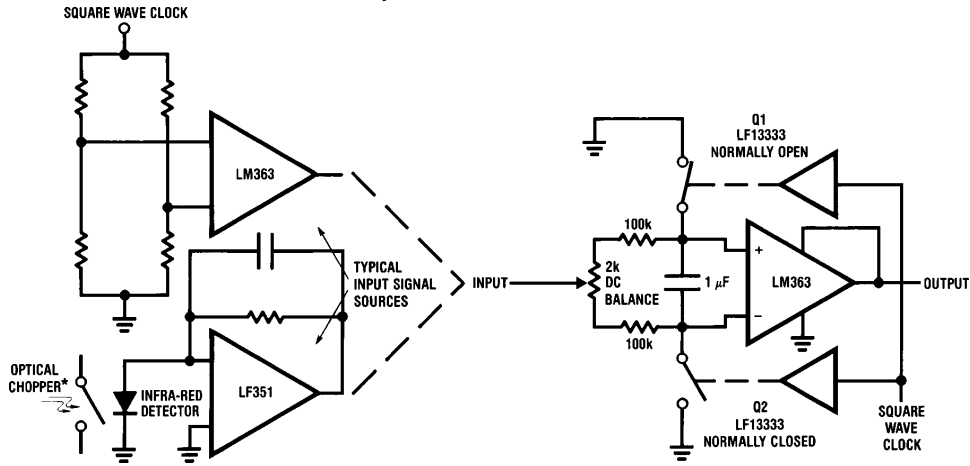 SQUARE WAVE CLOCK
LM363
TYPICAL
INPUT SIGNAL
SOURCES
OPTICAL
CHOPPER*
INFRA-RED
DETECTOR
LF351
INPUT
2k
DC
BALANCE
100k
100k
1 μF
Q1
LF13333
NORMALLY OPEN
+
LM363
−
OUTPUT
Q2
LF13333
NORMALLY CLOSED
SQUARE
WAVE
CLOCK